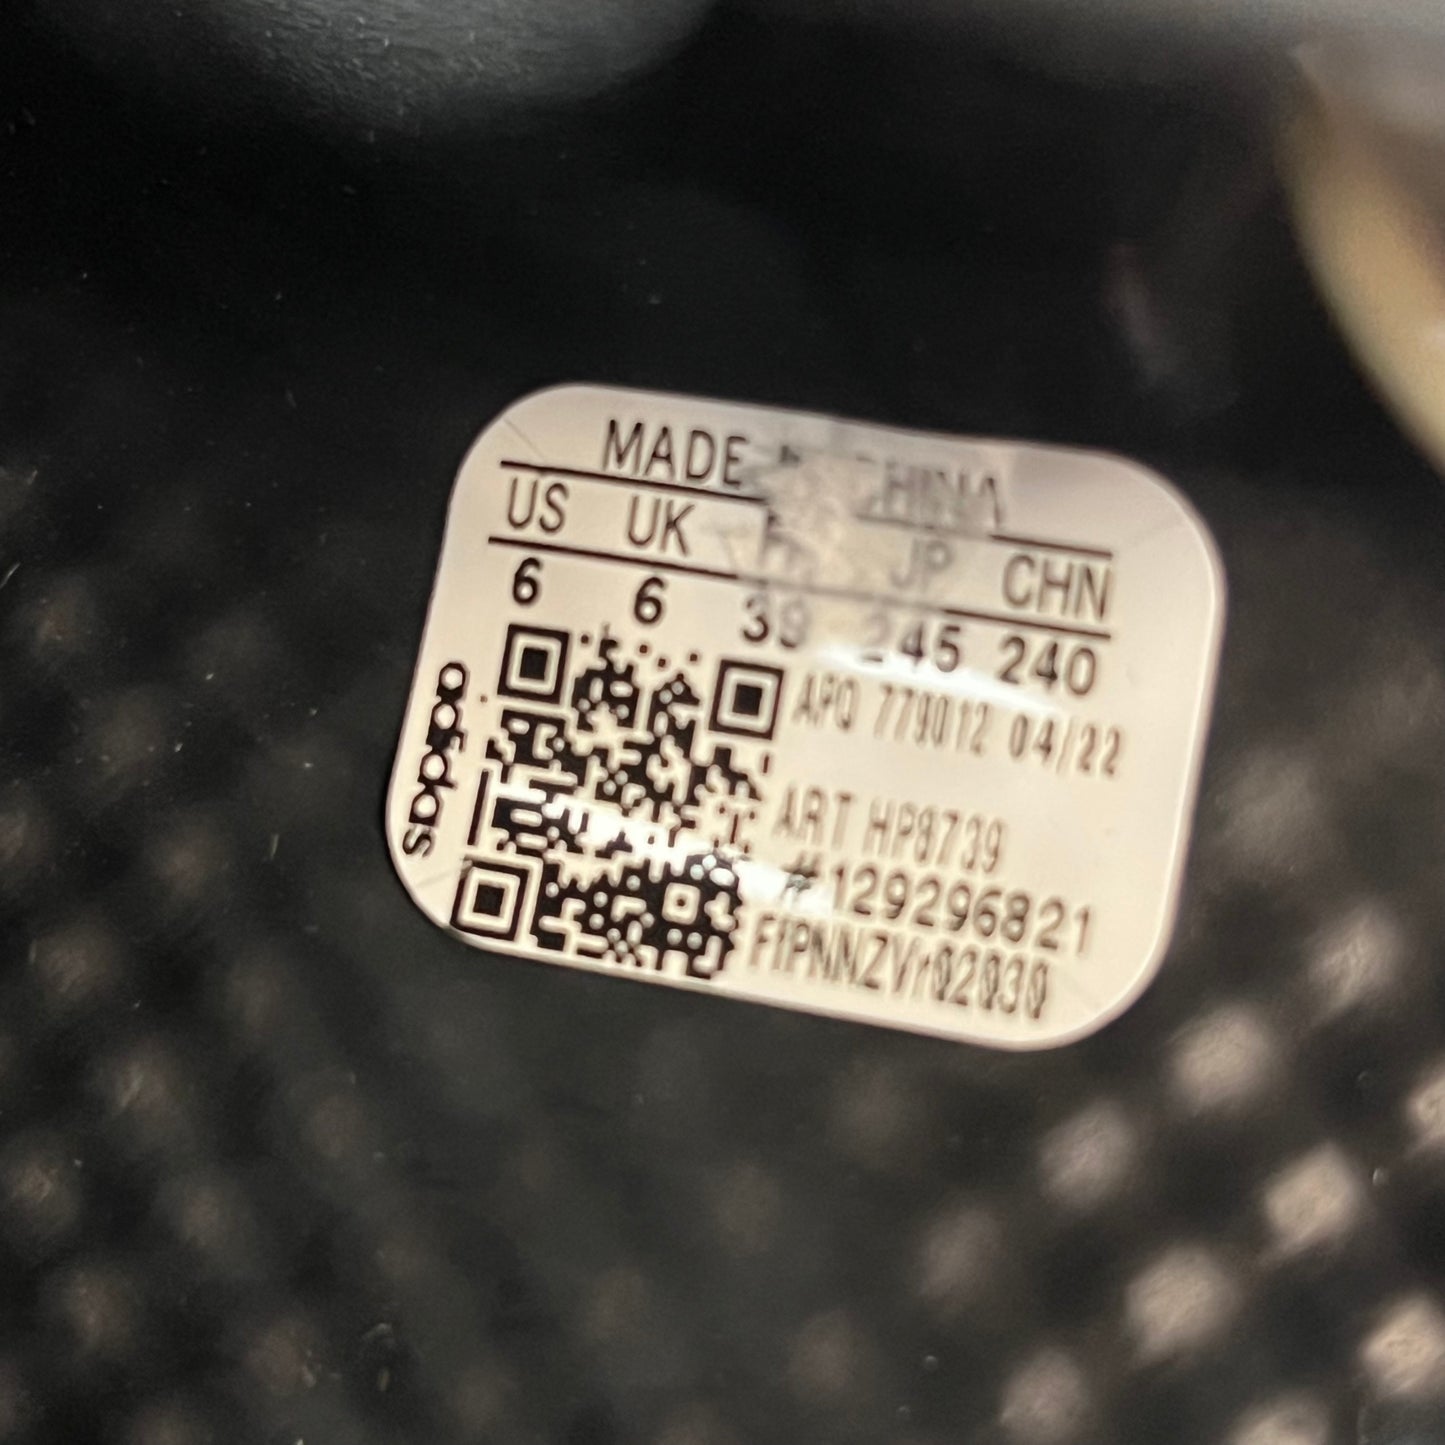 MADE CHINA
US UK JP CHN
6 6 39 245 240
adidas
APQ 779012 04/22
ART HP8739
#129296821
F1PNNZVr02030